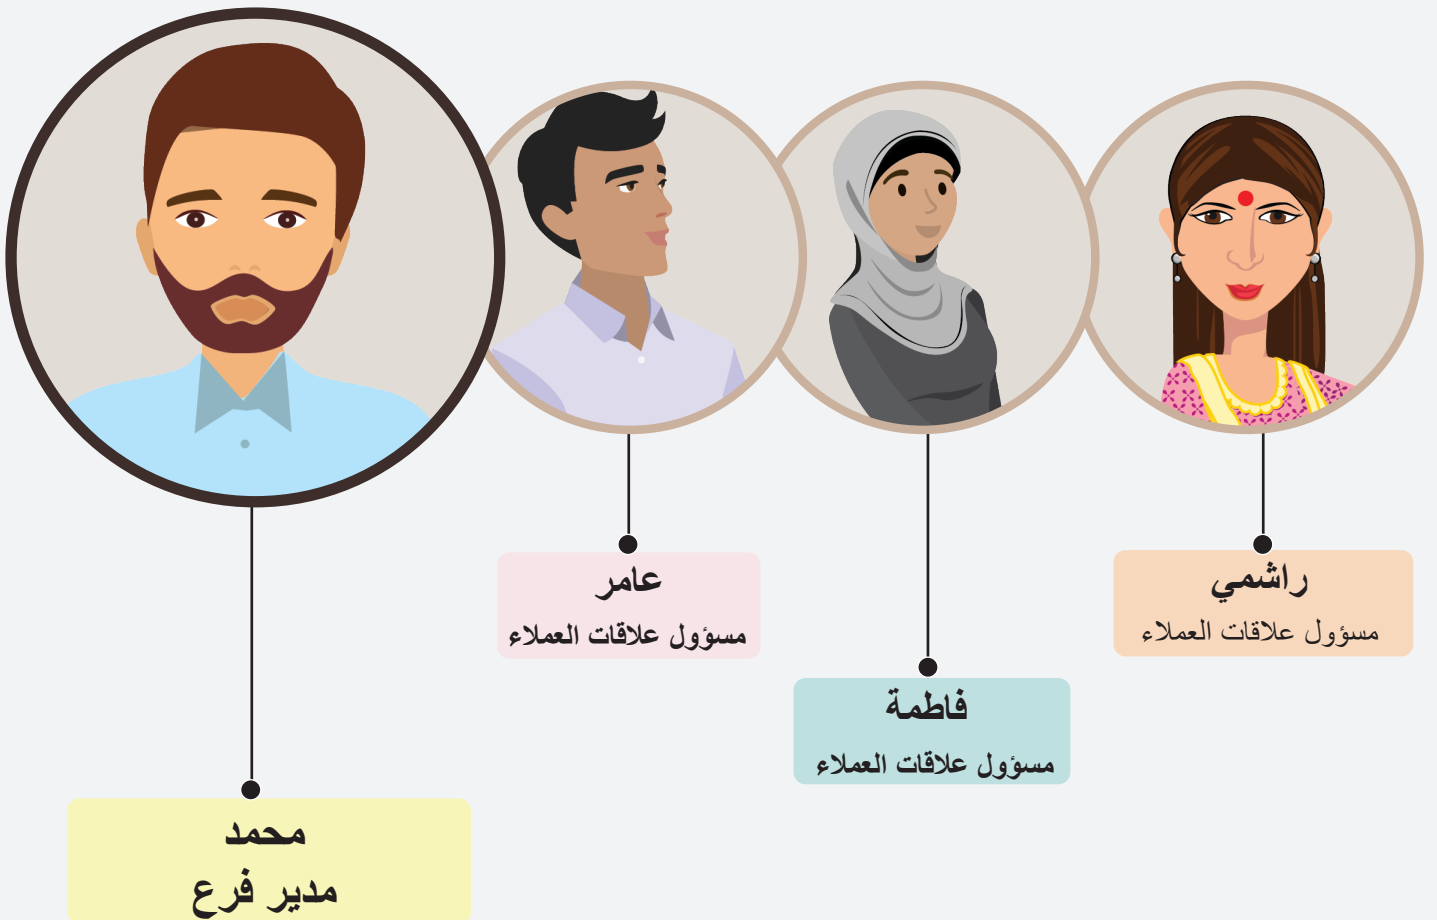 راشمي
مسؤول علاقات العملاء
فاطمة
مسؤول علاقات العملاء
عامر
مسؤول علاقات العملاء
محمد
مدير فرع